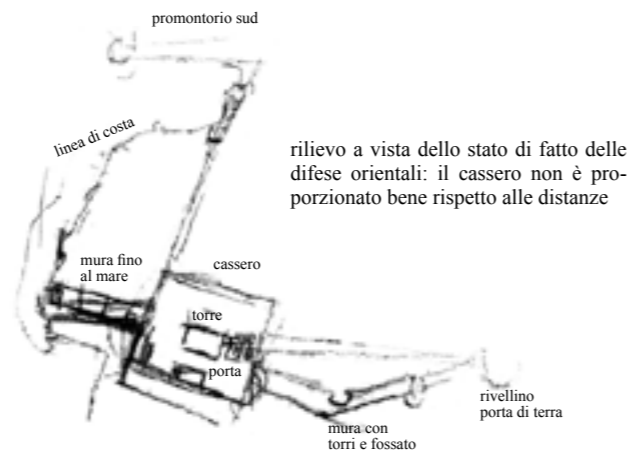 promontorio sud
linea di costa
rilievo a vista dello stato di fatto delle
difese orientali: il cassero non è pro-
porzionato bene rispetto alle distanze
mura fino
al mare
cassero
torre
porta
rivellino
porta di terra
mura con
torri e fossato